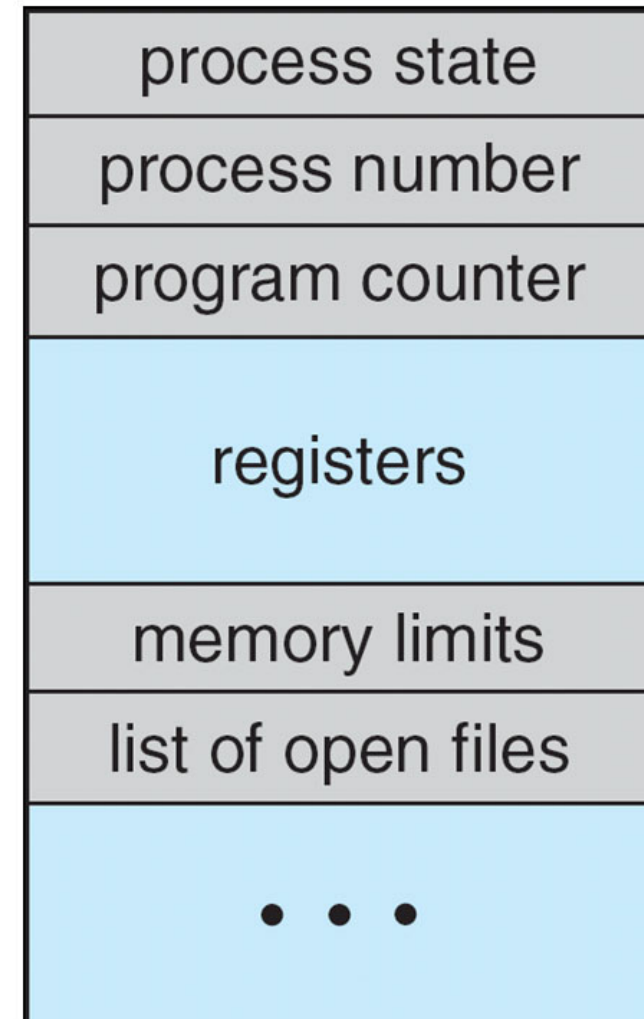 process state
process number
program counter
registers
memory limits
list of open files
• • •